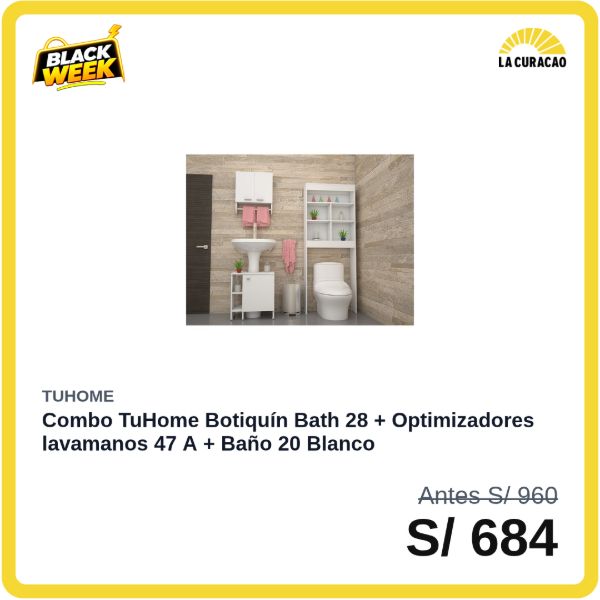 BLACK
WEEK
LA CURACAO
TUHOME
Combo TuHome Botiquín Bath 28 + Optimizadores
lavamanos 47 A + Baño 20 Blanco
Antes S/ 960
S/ 684